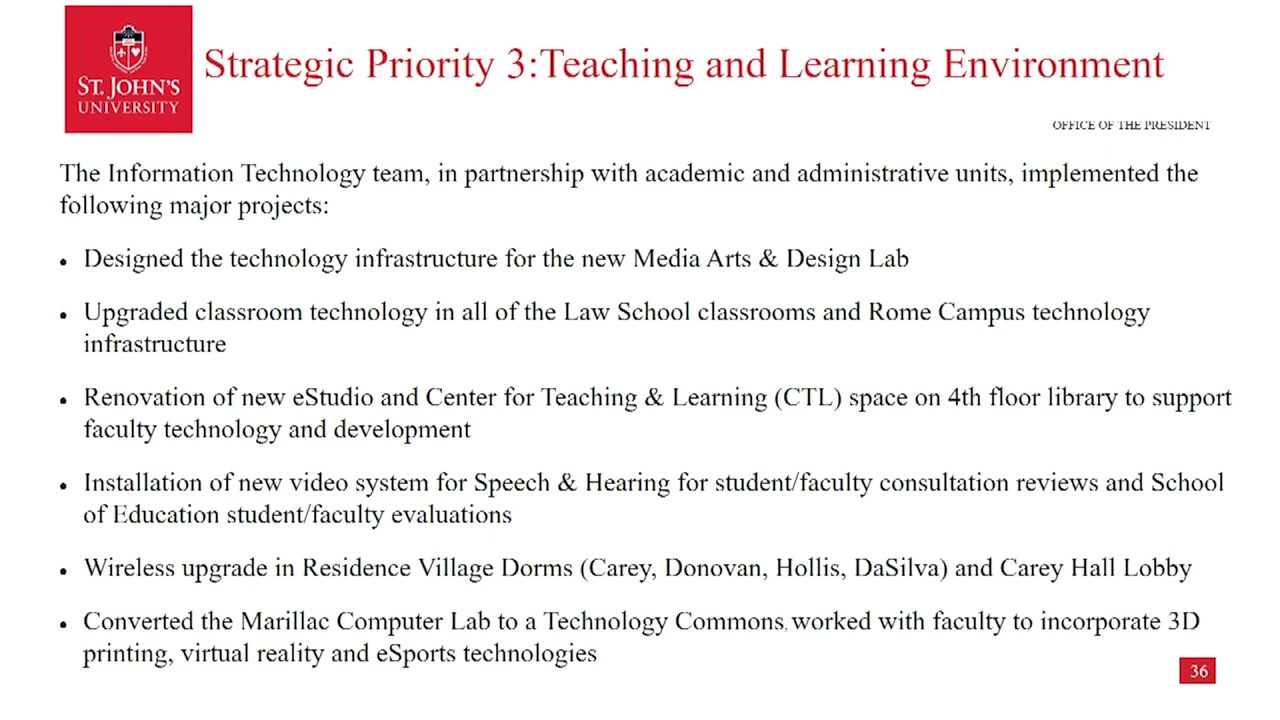 ST. JOHN'S
UNIVERSITY
Strategic Priority 3:Teaching and Learning Environment
OFFICE OF THE PRESIDENT
The Information Technology team, in partnership with academic and administrative units, implemented the
following major projects:
• Designed the technology infrastructure for the new Media Arts & Design Lab
• Upgraded classroom technology in all of the Law School classrooms and Rome Campus technology
infrastructure
• Renovation of new eStudio and Center for Teaching & Learning (CTL) space on 4th floor library to support
faculty technology and development
• Installation of new video system for Speech & Hearing for student/faculty consultation reviews and School
of Education student/faculty evaluations
• Wireless upgrade in Residence Village Dorms (Carey, Donovan, Hollis, DaSilva) and Carey Hall Lobby
• Converted the Marillac Computer Lab to a Technology Commons, worked with faculty to incorporate 3D
printing, virtual reality and eSports technologies
36